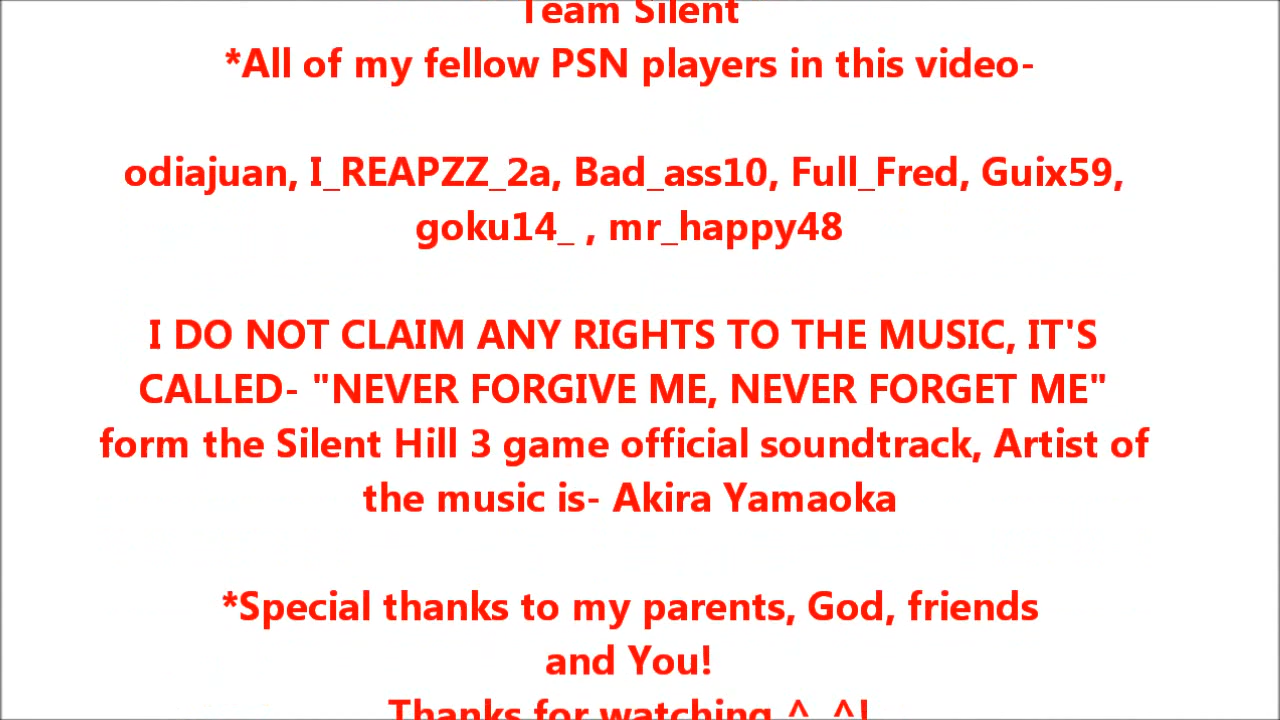 Team Silent
*All of my fellow PSN players in this video-
odiajuan, I_REAPZZ_2a, Bad_ass10, Full_Fred, Guix59,
goku14_ , mr_happy48
I DO NOT CLAIM ANY RIGHTS TO THE MUSIC, IT'S
CALLED- "NEVER FORGIVE ME, NEVER FORGET ME"
form the Silent Hill 3 game official soundtrack, Artist of
the music is- Akira Yamaoka
*Special thanks to my parents, God, friends
and You!
Thanks for watching ^_^!